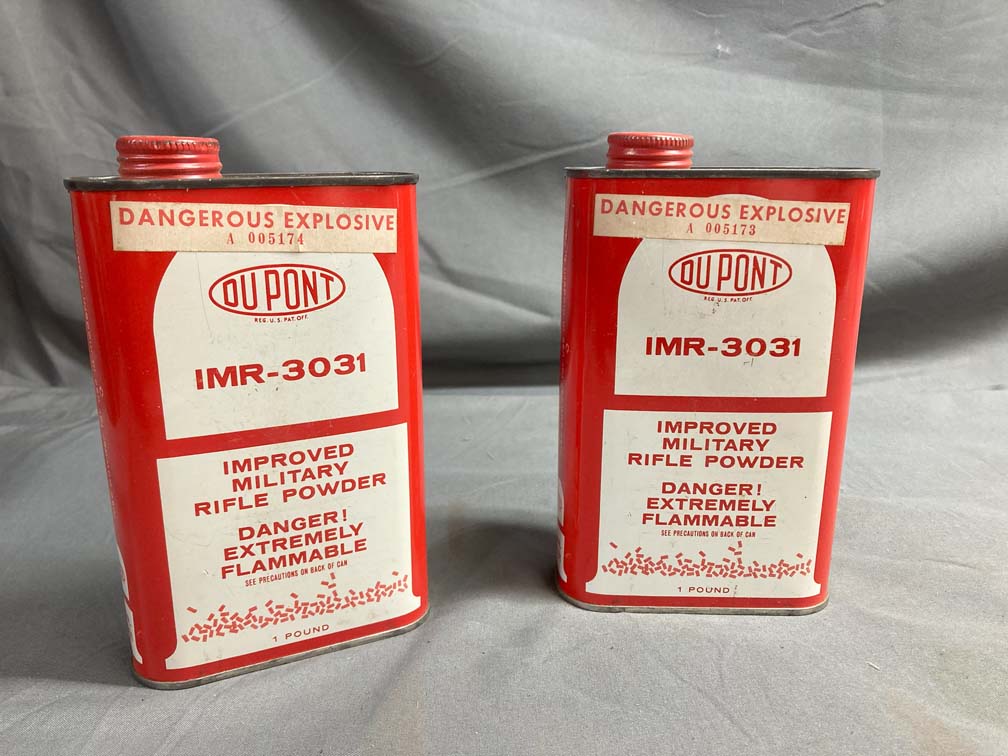 DANGEROUS EXPLOSIVE
A 005174
DU PONT
REG. U.S. PAT. OFF.
IMR-3031
IMPROVED
MILITARY
RIFLE POWDER
DANGER!
EXTREMELY
FLAMMABLE
SEE PRECAUTIONS ON BACK OF CAN
1 POUND
DANGEROUS EXPLOSIVE
A 005173
DU PONT
REG. U.S. PAT. OFF.
IMR-3031
IMPROVED
MILITARY
RIFLE POWDER
DANGER!
EXTREMELY
FLAMMABLE
SEE PRECAUTIONS ON BACK OF CAN
1 POUND